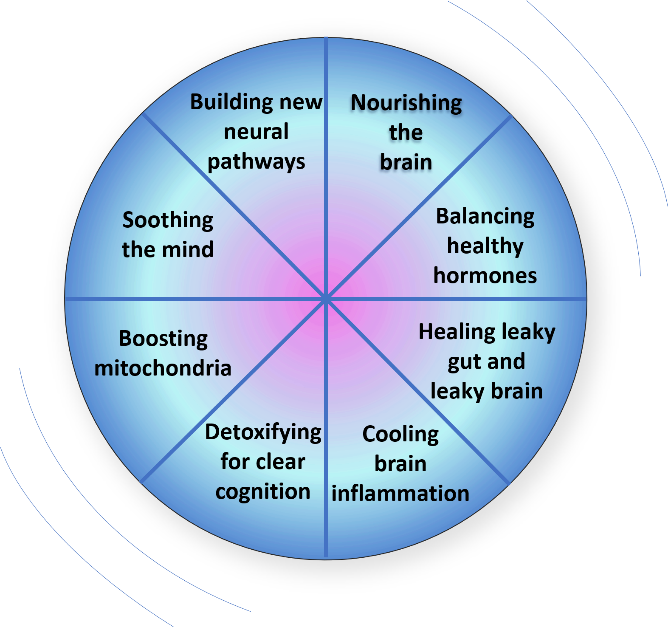 Building new
neural
pathways
Nourishing
the
brain
Soothing
the mind
Balancing
healthy
hormones
Boosting
mitochondria
Healing leaky
gut and
leaky brain
Detoxifying
for clear
cognition
Cooling
brain
inflammation